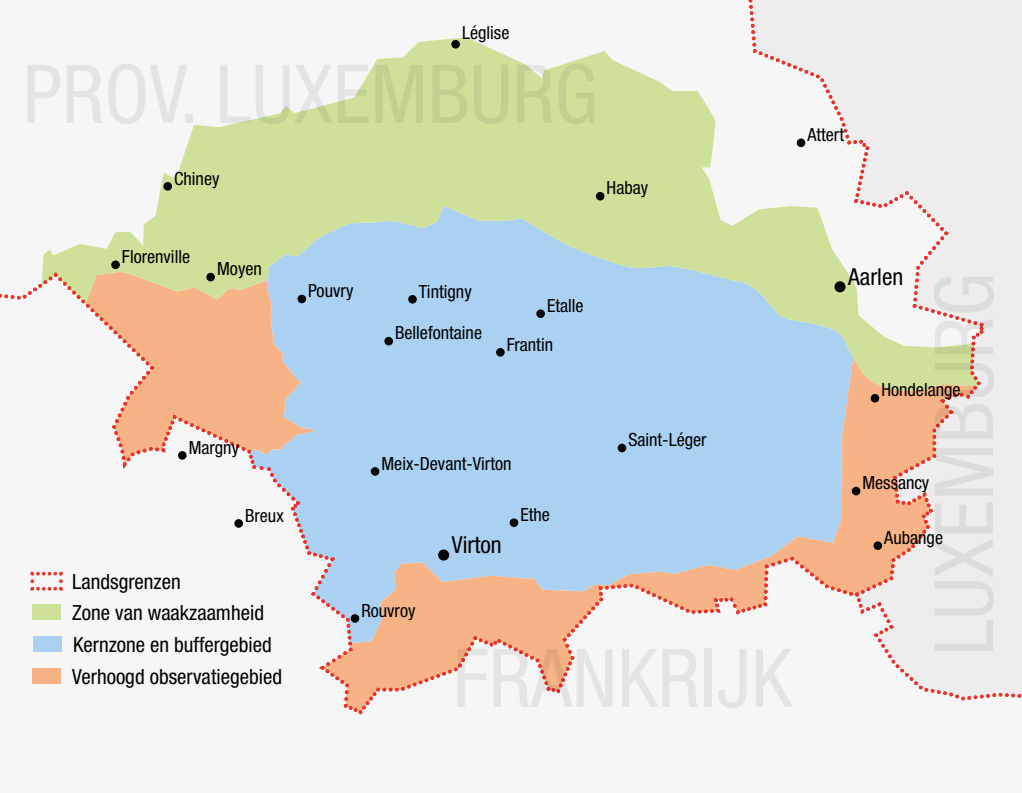 Léglise
PROV. LUXEMBURG
Attert
Chiney
Habay
Florenville
Moyen
Aarlen
Pouvry
Tintigny
Etalle
Bellefontaine
Frantin
LUXEMBURG
Hondelange
Margny
Saint-Léger
Meix-Devant-Virton
Messancy
Breux
Ethe
Aubange
Virton
Landsgrenzen
Zone van waakzaamheid
Rouvroy
Kernzone en buffergebied
FRANKRIJK
Verhoogd observatiegebied